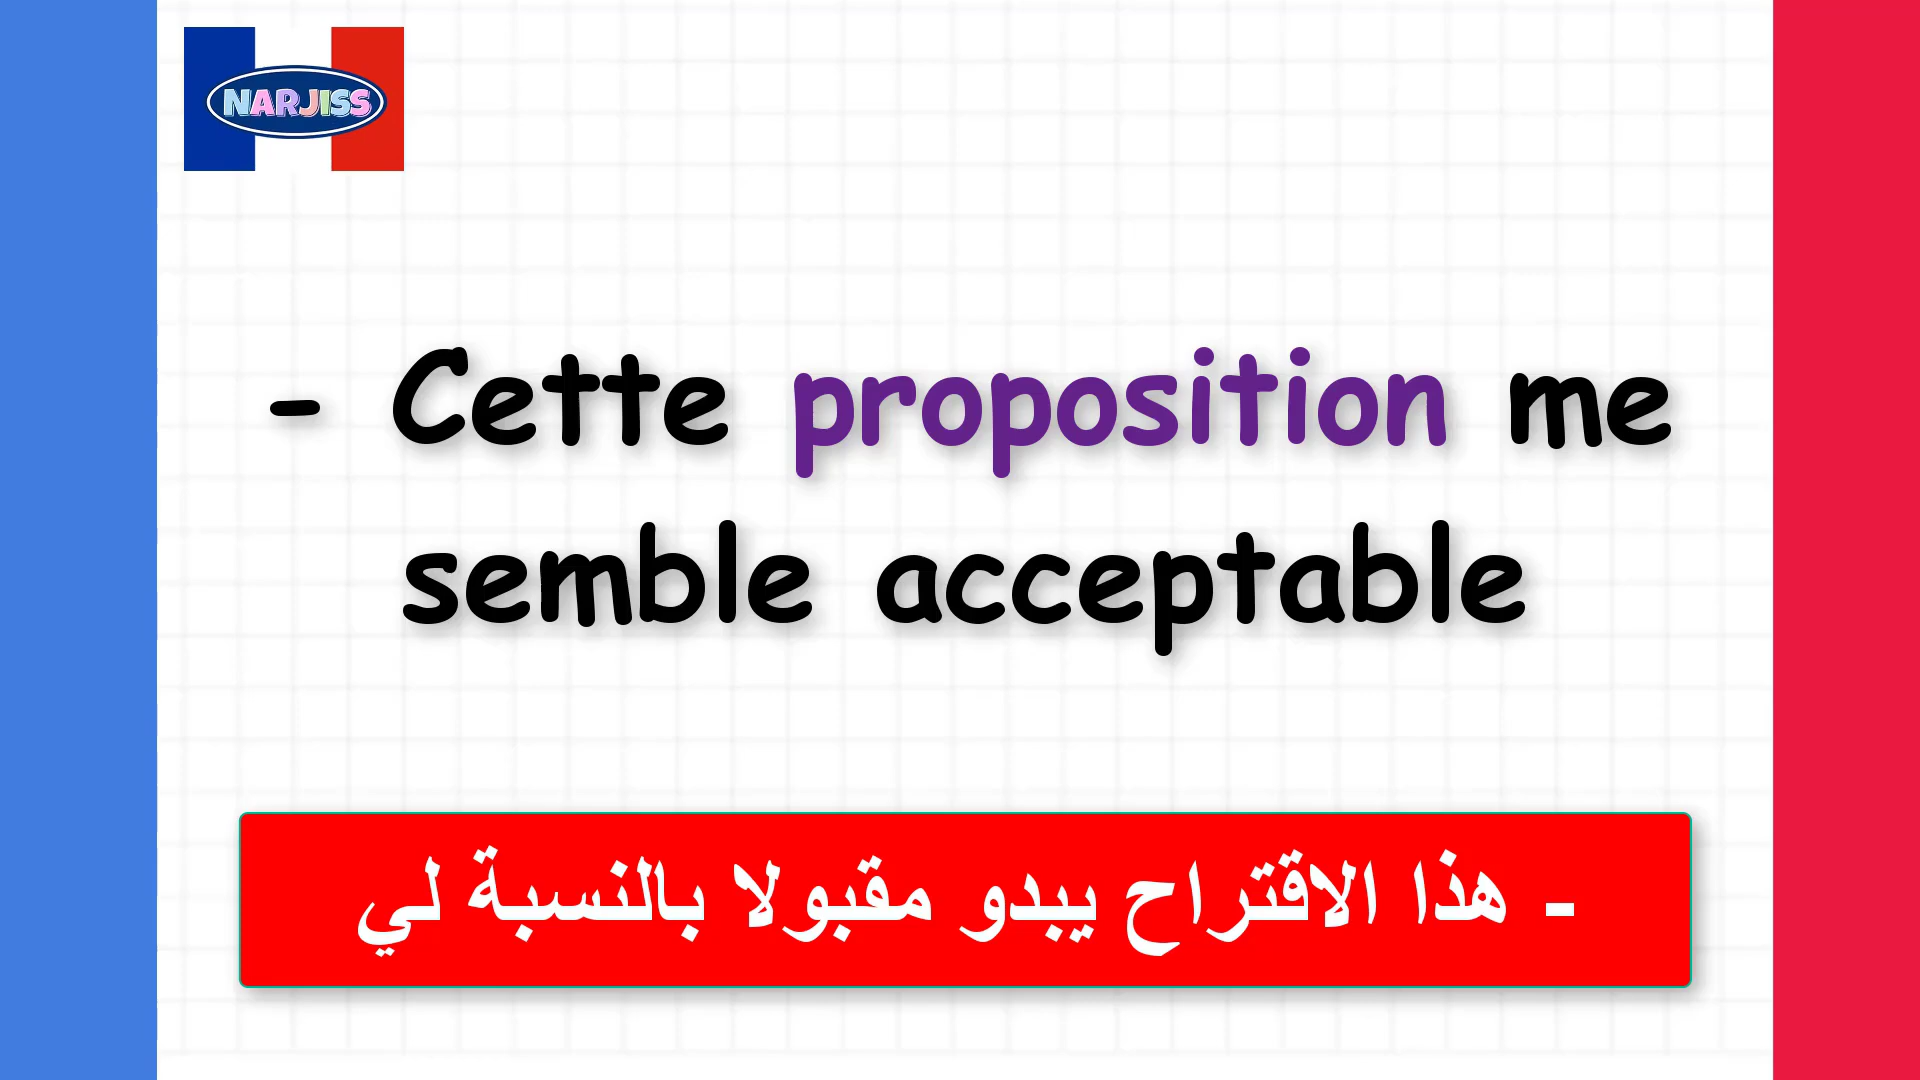 NARJISS
- Cette proposition me
semble acceptable
- هذا الاقتراح يبدو مقبولا بالنسبة لي